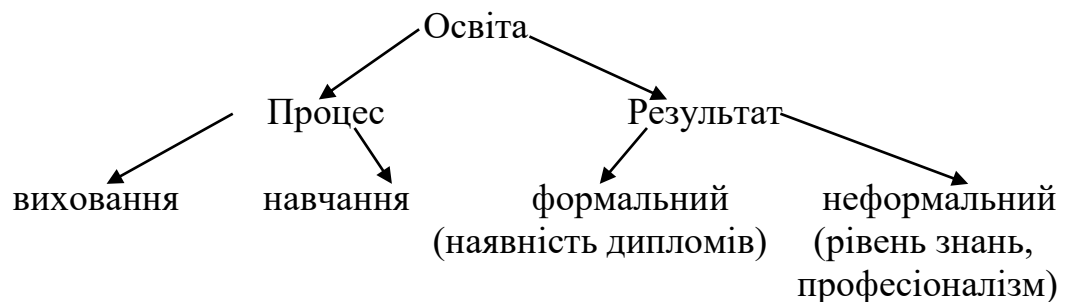 Освіта
Процес Результат
виховання навчання формальний неформальний
(наявність дипломів) (рівень знань,
професіоналізм)